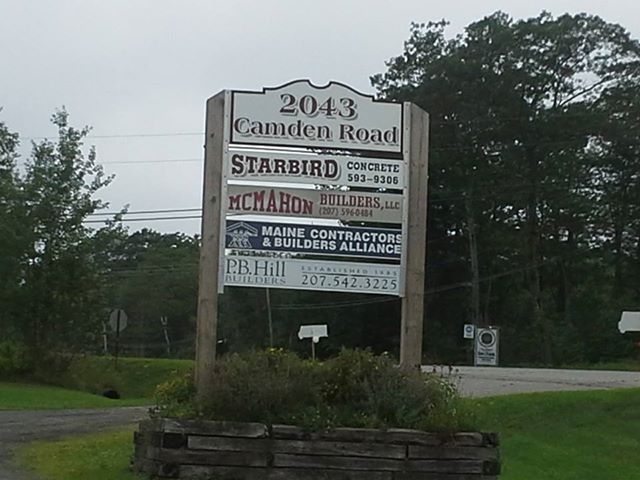 2043
Camden Road
STARBIRD CONCRETE
593-9306
MCMAHON BUILDERS, LLC
(207) 596-0484
MAINE CONTRACTORS
& BUILDERS ALLIANCE
P.B. Hill ESTABLISHED 1985
BUILDERS 207.542.3225